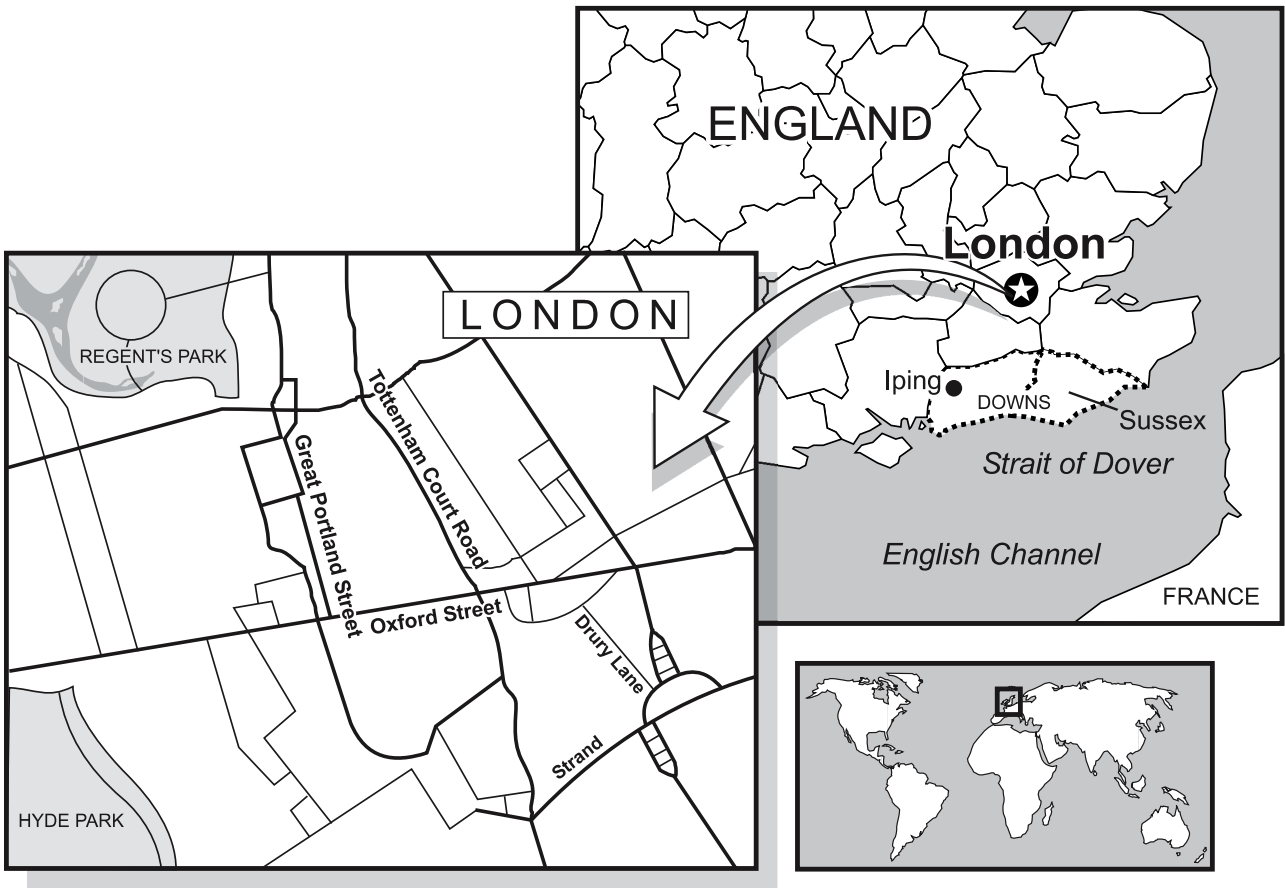 ENGLAND
London
Iping
DOWNS
Sussex
Strait of Dover
English Channel
FRANCE
LONDON
REGENT'S PARK
Tottenham Court Road
Great Portland Street
Oxford Street
Drury Lane
Strand
HYDE PARK